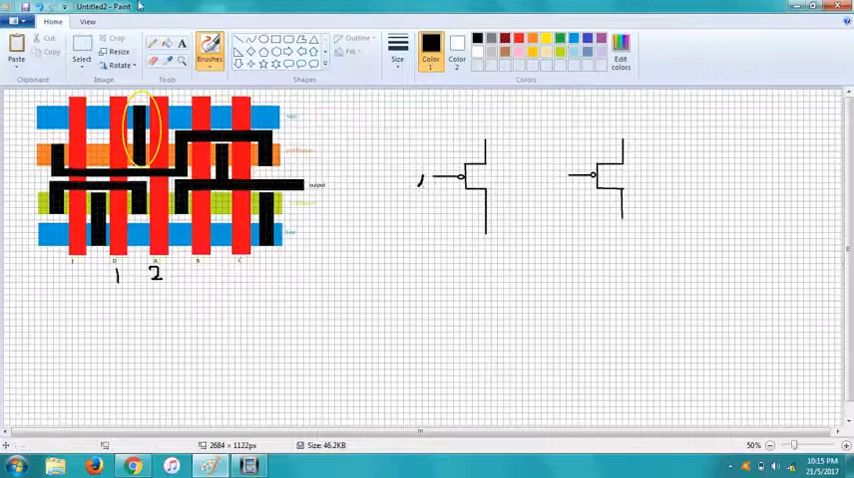 Untitled2 - Paint
Home View
Paste
Cut
Copy
Clipboard
Select
Crop
Resize
Rotate
Image
Tools
Brushes
Shapes
Outline
Fill
Size
Color 1
Color 2
Colors
Edit colors
output
D A B C
1 2
2684 × 1122px
Size: 46.2KB
50%
10:15 PM
21/5/2017